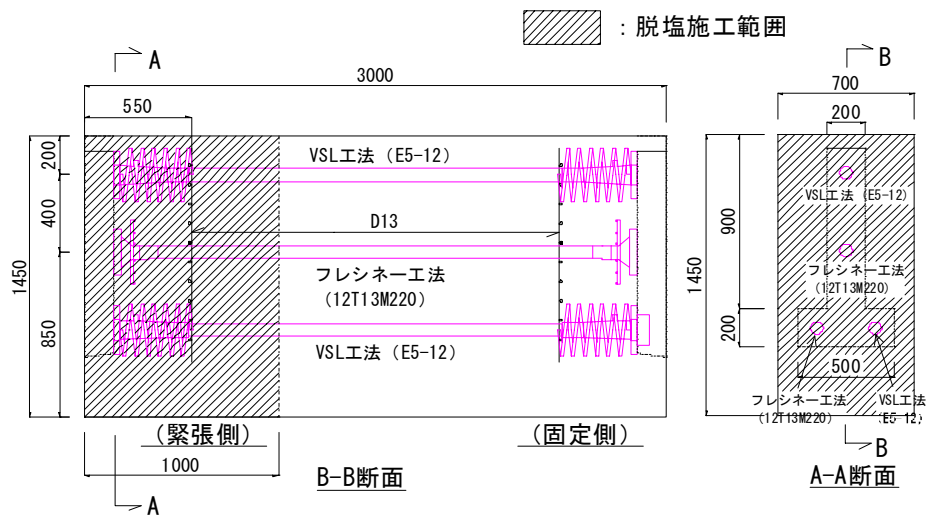 ：脱塩施工範囲
A
3000
550
B
700
200
200
400
850
1450
VSL工法（E5-12）
D13
フレシネー工法
（12T13M220）
VSL工法（E5-12）
（緊張側）
（固定側）
1000
A
B-B断面
900
200
1450
VSL工法（E5-12）
フレシネー工法
（12T13M220）
500
フレシネー工法
（12T13M220）
VSL工法
（E5-12）
B
A-A断面